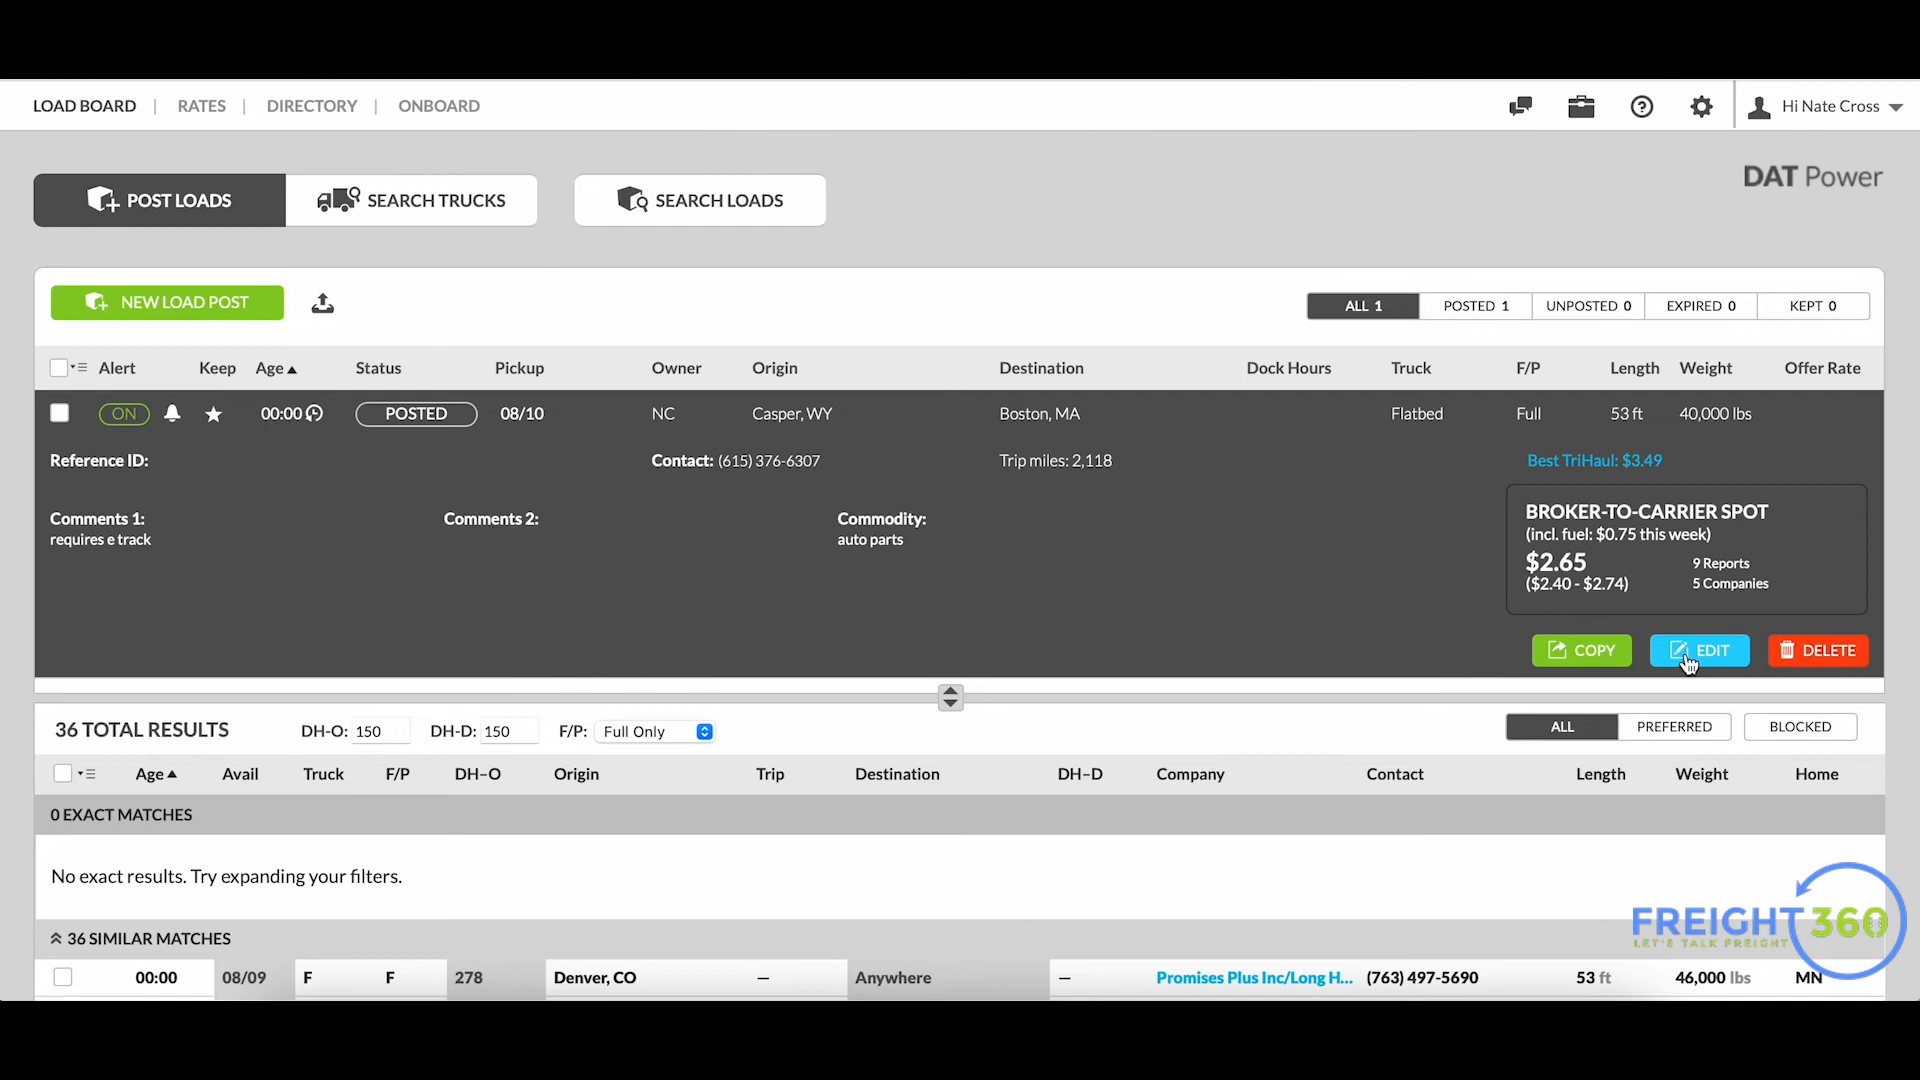 LOAD BOARD | RATES | DIRECTORY | ONBOARD Hi Nate Cross
DAT Power
POST LOADS SEARCH TRUCKS SEARCH LOADS
NEW LOAD POST ALL 1 POSTED 1 UNPOSTED 0 EXPIRED 0 KEPT 0
Alert Keep Age Status Pickup Owner Origin Destination Dock Hours Truck F/P Length Weight Offer Rate
ON 00:00 POSTED 08/10 NC Casper, WY Boston, MA Flatbed Full 53 ft 40,000 lbs
Reference ID: Contact: (615) 376-6307 Trip miles: 2,118 Best TriHaul: $3.49
Comments 1: Comments 2: Commodity:
requires e track auto parts
BROKER-TO-CARRIER SPOT
(incl. fuel: $0.75 this week)
$2.65 9 Reports
($2.40 - $2.74) 5 Companies
COPY EDIT DELETE
36 TOTAL RESULTS DH-O: 150 DH-D: 150 F/P: Full Only ALL PREFERRED BLOCKED
Age Avail Truck F/P DH–O Origin Trip Destination DH–D Company Contact Length Weight Home
0 EXACT MATCHES
No exact results. Try expanding your filters.
36 SIMILAR MATCHES
00:00 08/09 F F 278 Denver, CO – Anywhere – Promises Plus Inc/Long H... (763) 497-5690 53 ft 46,000 lbs MN
FREIGHT 360
LET'S TALK FREIGHT